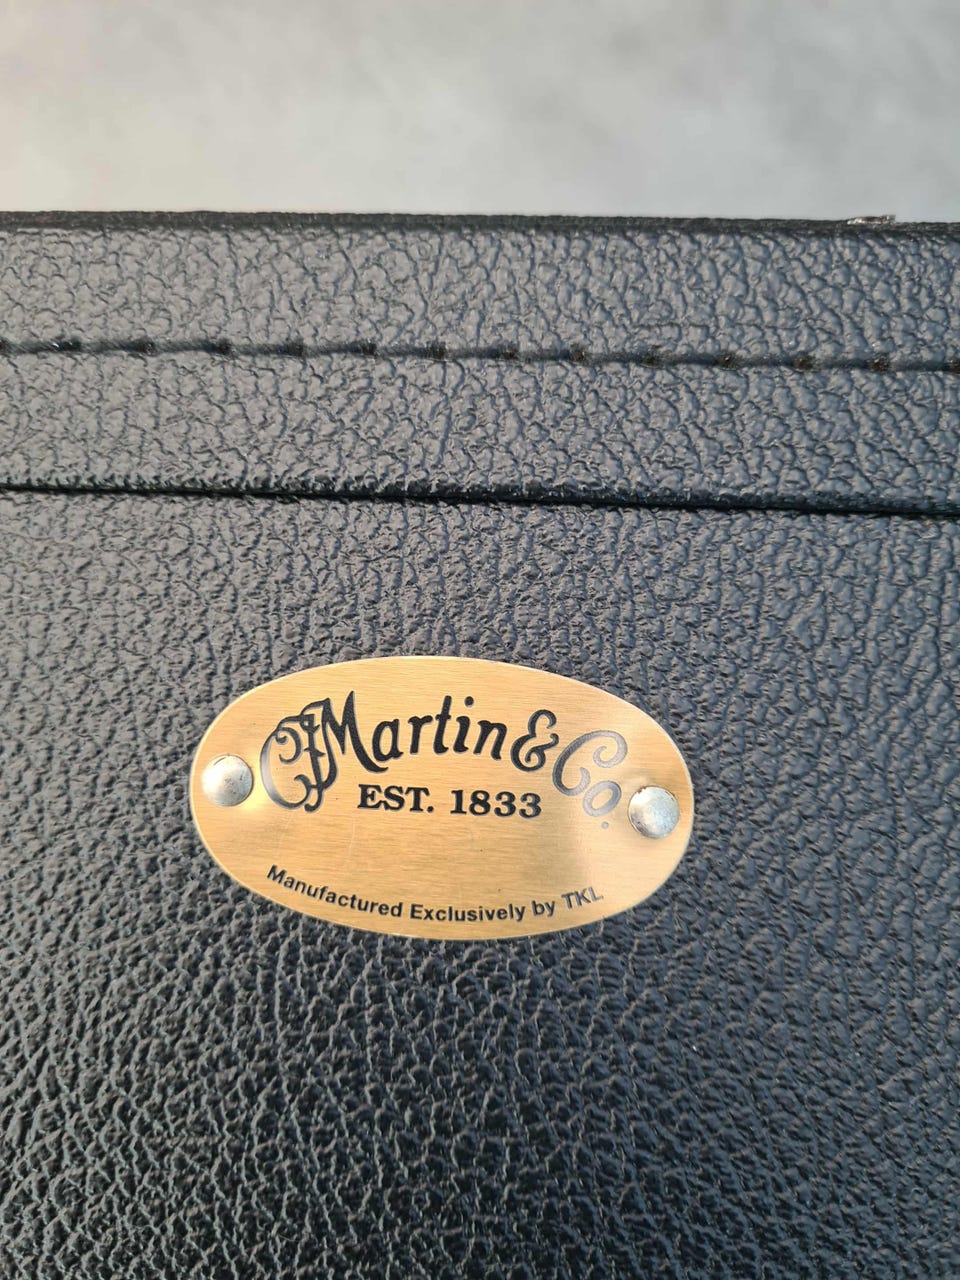 CFMartin & Co.
EST. 1833
Manufactured Exclusively by TKL